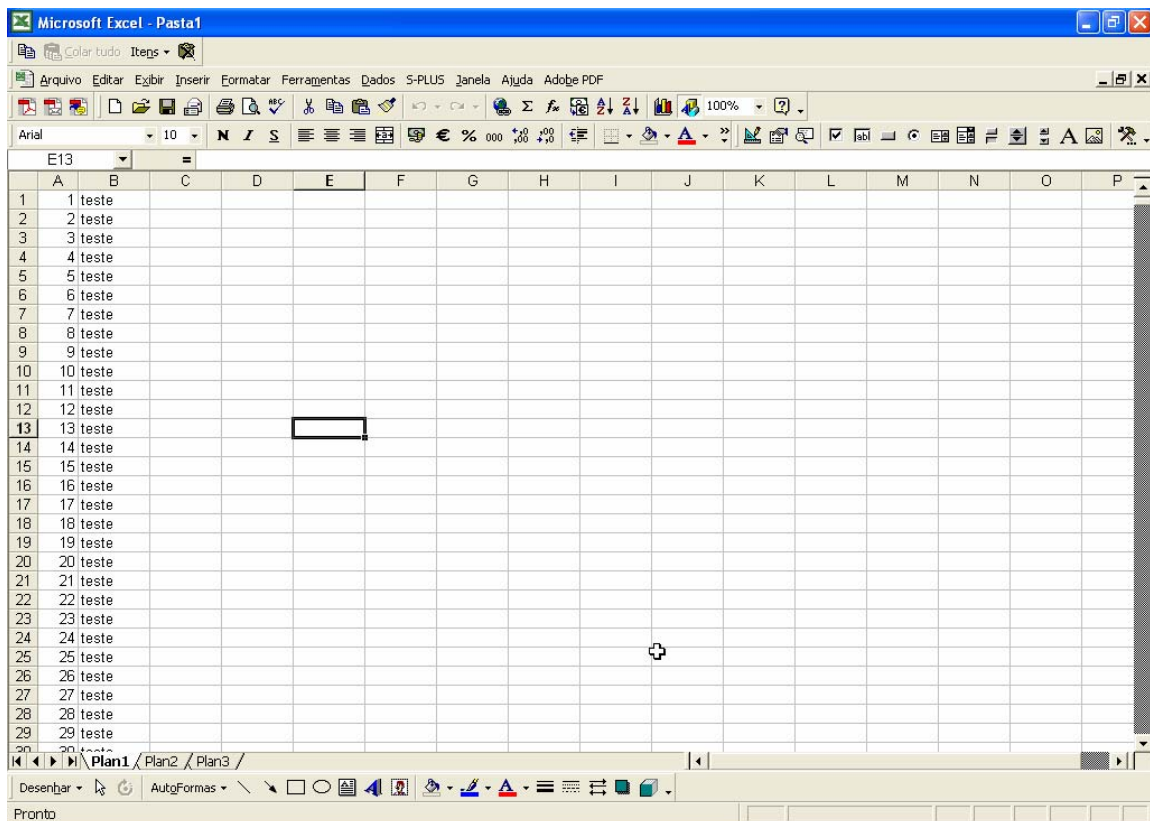 Microsoft Excel - Pasta1
Colar tudo Itens
Arquivo Editar Exibir Inserir Formatar Ferramentas Dados S-PLUS Janela Ajuda Adobe PDF
100%
Arial 10 N I S € % 000
E13 =
A B C D E F G H I J K L M N O P
1 1 teste
2 2 teste
3 3 teste
4 4 teste
5 5 teste
6 6 teste
7 7 teste
8 8 teste
9 9 teste
10 10 teste
11 11 teste
12 12 teste
13 13 teste
14 14 teste
15 15 teste
16 16 teste
17 17 teste
18 18 teste
19 19 teste
20 20 teste
21 21 teste
22 22 teste
23 23 teste
24 24 teste
25 25 teste
26 26 teste
27 27 teste
28 28 teste
29 29 teste
30 30 teste
Plan1 Plan2 Plan3
Desenhar AutoFormas
Pronto